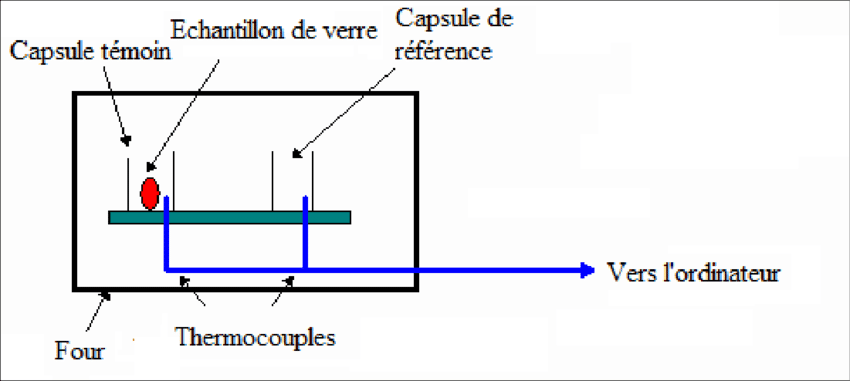 Capsule témoin
Echantillon de verre
Capsule de
référence
Vers l'ordinateur
Thermocouples
Four